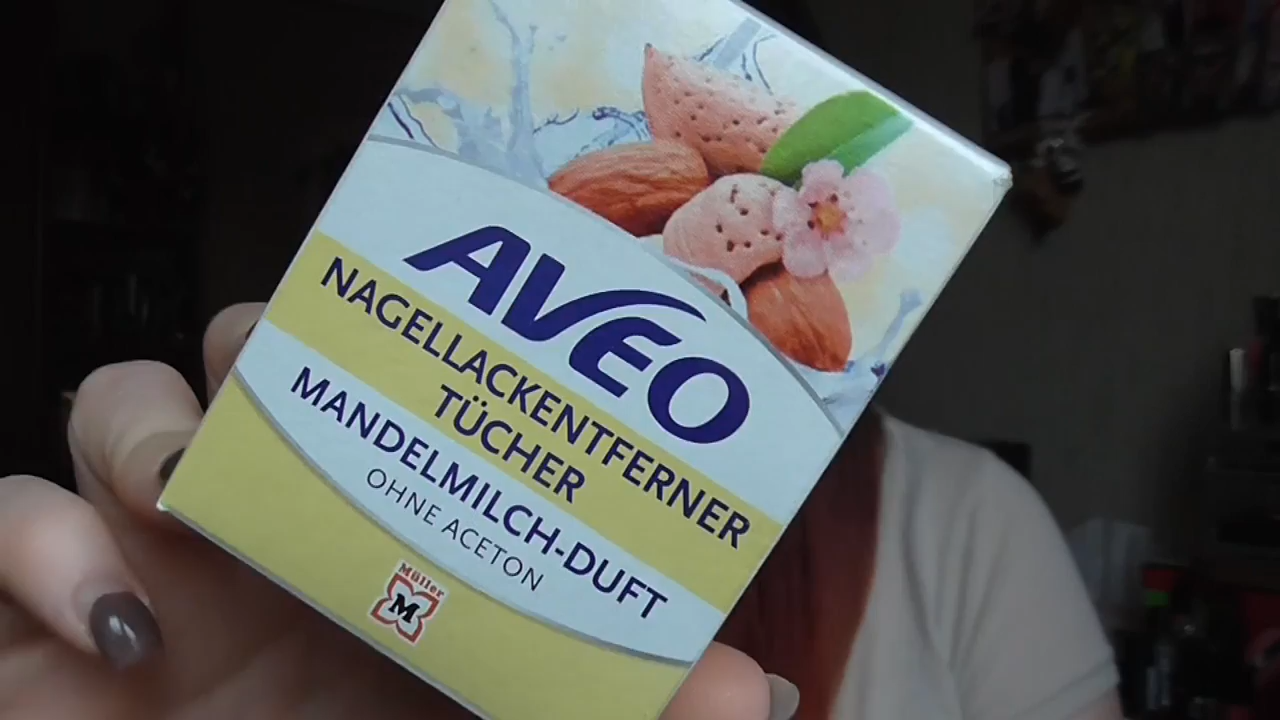 AVEO
NAGELLACKENTFERNER
TÜCHER
MANDELMILCH-DUFT
OHNE ACETON
Müller
M